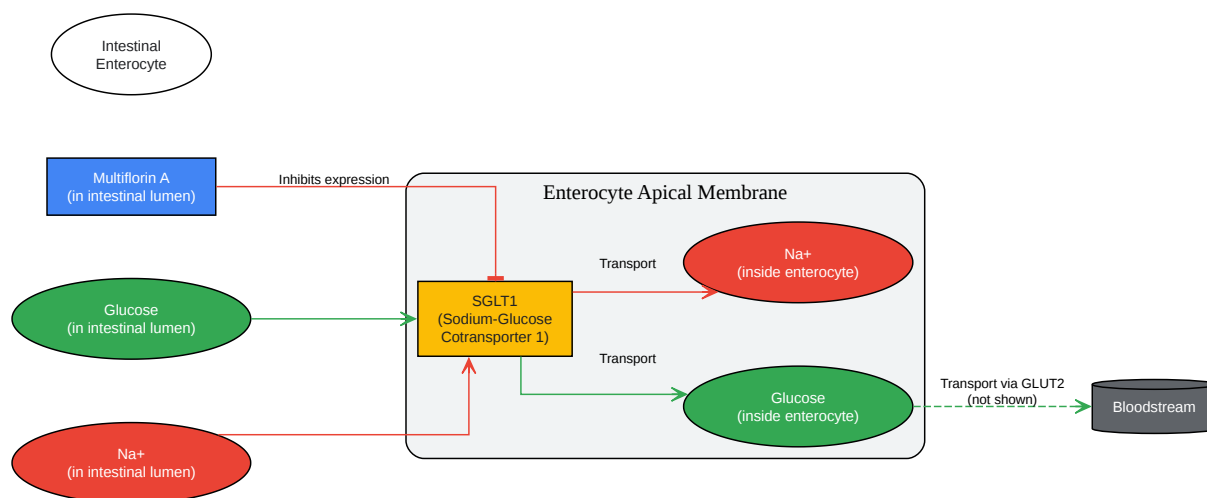 Intestinal
Enterocyte
Multiflorin A
(in intestinal lumen)
Inhibits expression
Enterocyte Apical Membrane
Na+
(inside enterocyte)
Transport
SGLT1
(Sodium-Glucose
Cotransporter 1)
Glucose
(in intestinal lumen)
Transport
Glucose
(inside enterocyte)
Transport via GLUT2
(not shown)
Bloodstream
Na+
(in intestinal lumen)